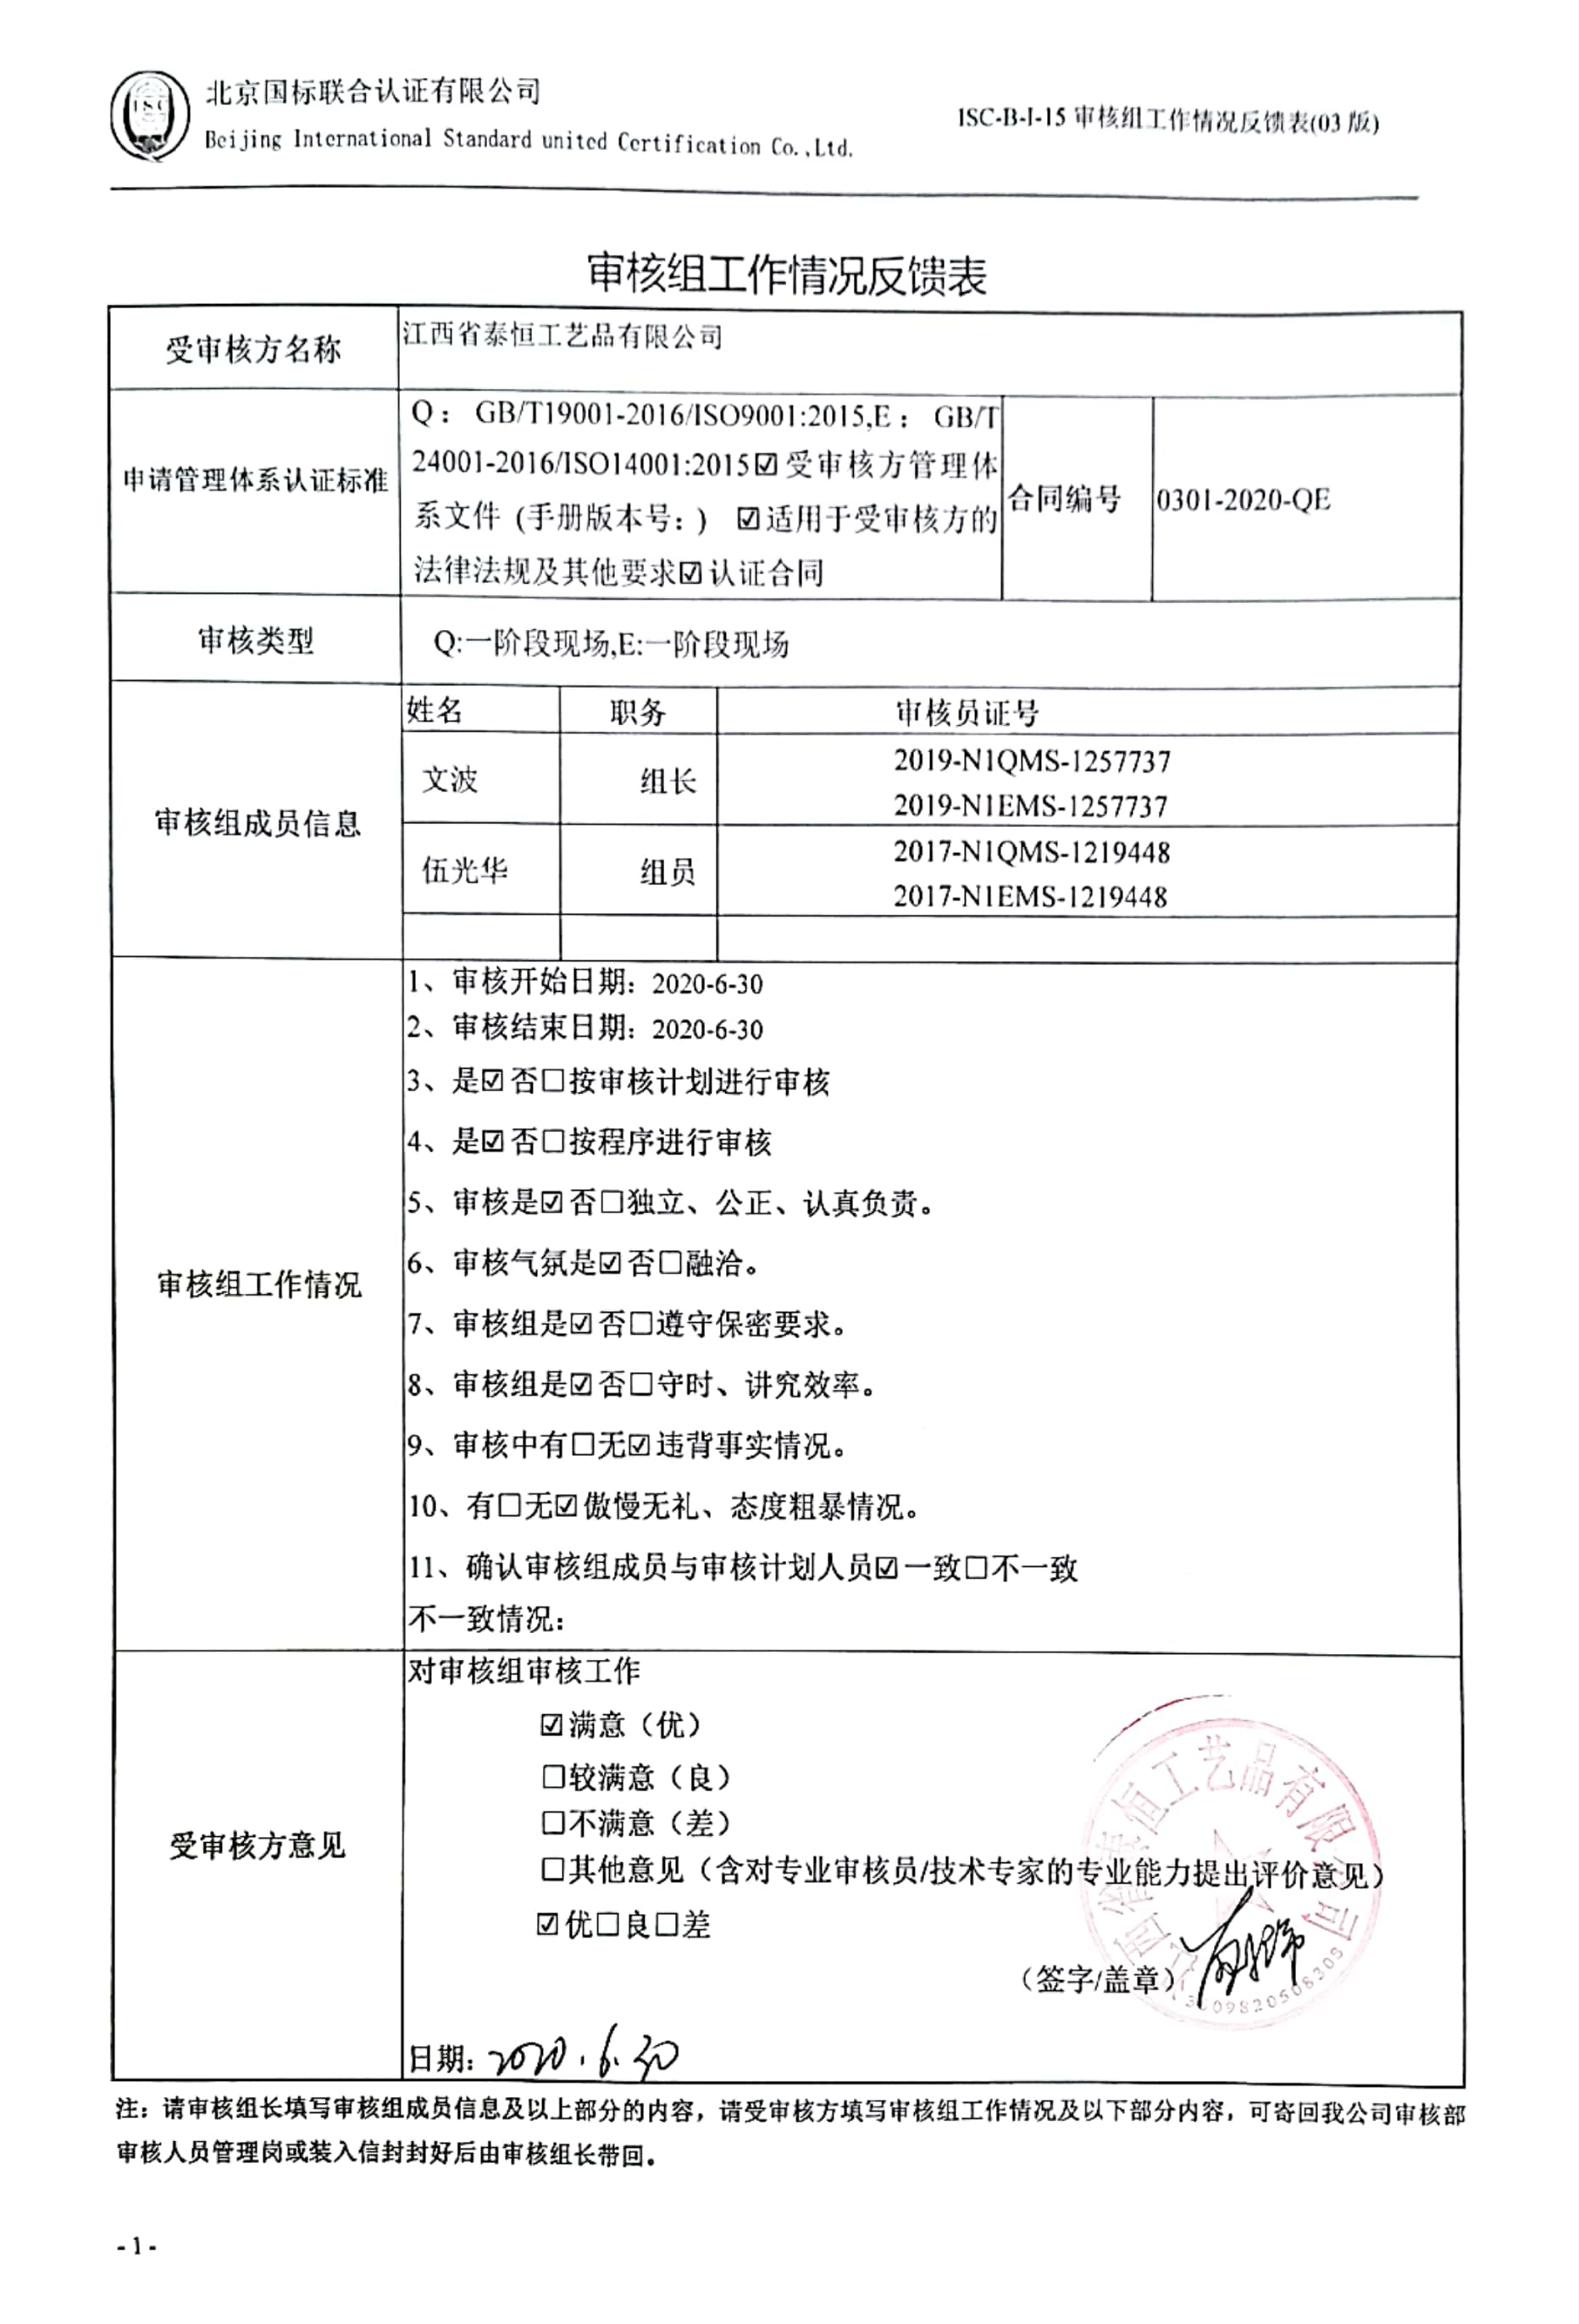 北京国标联合认证有限公司
Beijing International Standard united Certification Co.,Ltd.
ISC-B-I-15 审核组工作情况反馈表(03 版)
审核组工作情况反馈表
受审核方名称
江西省泰恒工艺品有限公司
申请管理体系认证标准
Q： GB/T19001-2016/ISO9001:2015,E： GB/T
24001-2016/ISO14001:2015☑受审核方管理体
系文件（手册版本号：） ☑适用于受审核方的
法律法规及其他要求☑认证合同
合同编号
0301-2020-QE
审核类型
Q:一阶段现场,E:一阶段现场
审核组成员信息
姓名 职务 审核员证号
文波 组长 2019-N1QMS-1257737
2019-N1EMS-1257737
伍光华 组员 2017-N1QMS-1219448
2017-N1EMS-1219448
审核组工作情况
1、审核开始日期：2020-6-30
2、审核结束日期：2020-6-30
3、是☑否□按审核计划进行审核
4、是☑否□按程序进行审核
5、审核是☑否□独立、公正、认真负责。
6、审核气氛是☑否□融洽。
7、审核组是☑否□遵守保密要求。
8、审核组是☑否□守时、讲究效率。
9、审核中有□无☑违背事实情况。
10、有□无☑傲慢无礼、态度粗暴情况。
11、确认审核组成员与审核计划人员☑一致□不一致
不一致情况：
受审核方意见
对审核组审核工作
☑满意（优）
□较满意（良）
□不满意（差）
□其他意见（含对专业审核员/技术专家的专业能力提出评价意见）
☑优□良□差
（签字/盖章）
江西省泰恒工艺品有限公司
日期：2020.6.30
注：请审核组长填写审核组成员信息及以上部分的内容，请受审核方填写审核组工作情况及以下部分内容，可寄回我公司审核部
审核人员管理岗或装入信封封好后由审核组长带回。
-1-